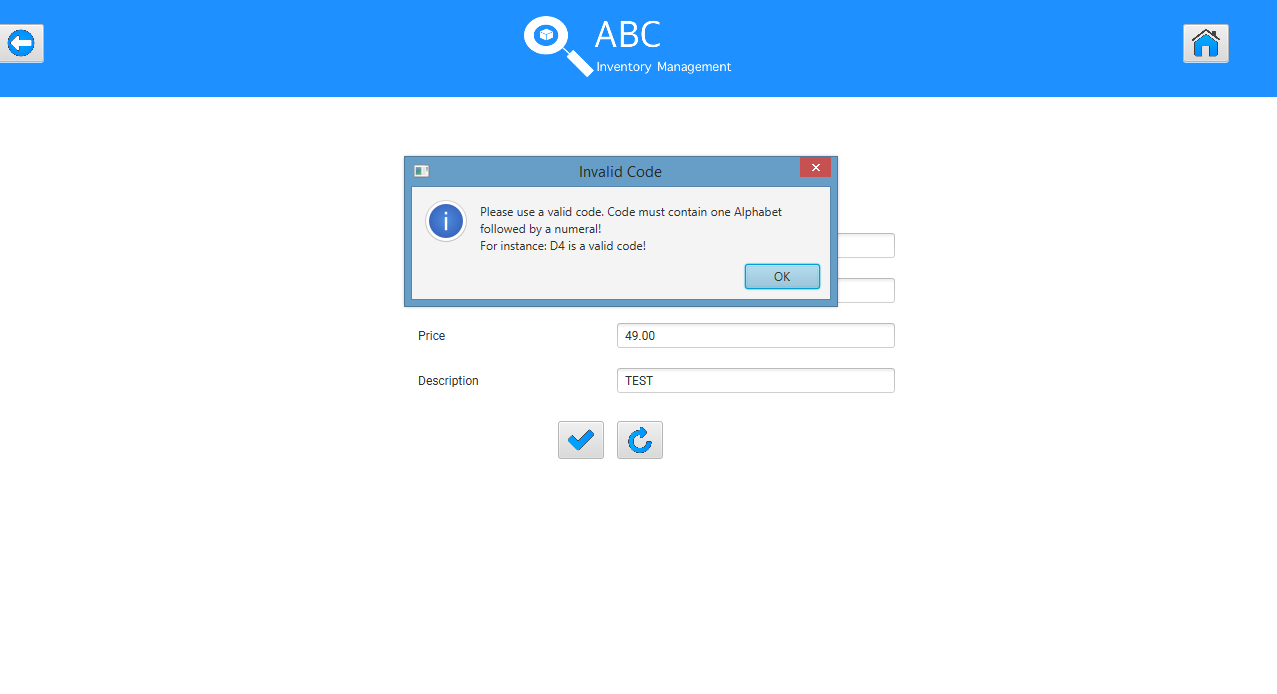 ABC
Inventory Management
Invalid Code
Please use a valid code. Code must contain one Alphabet
followed by a numeral!
For instance: D4 is a valid code!
OK
Price
49.00
Description
TEST